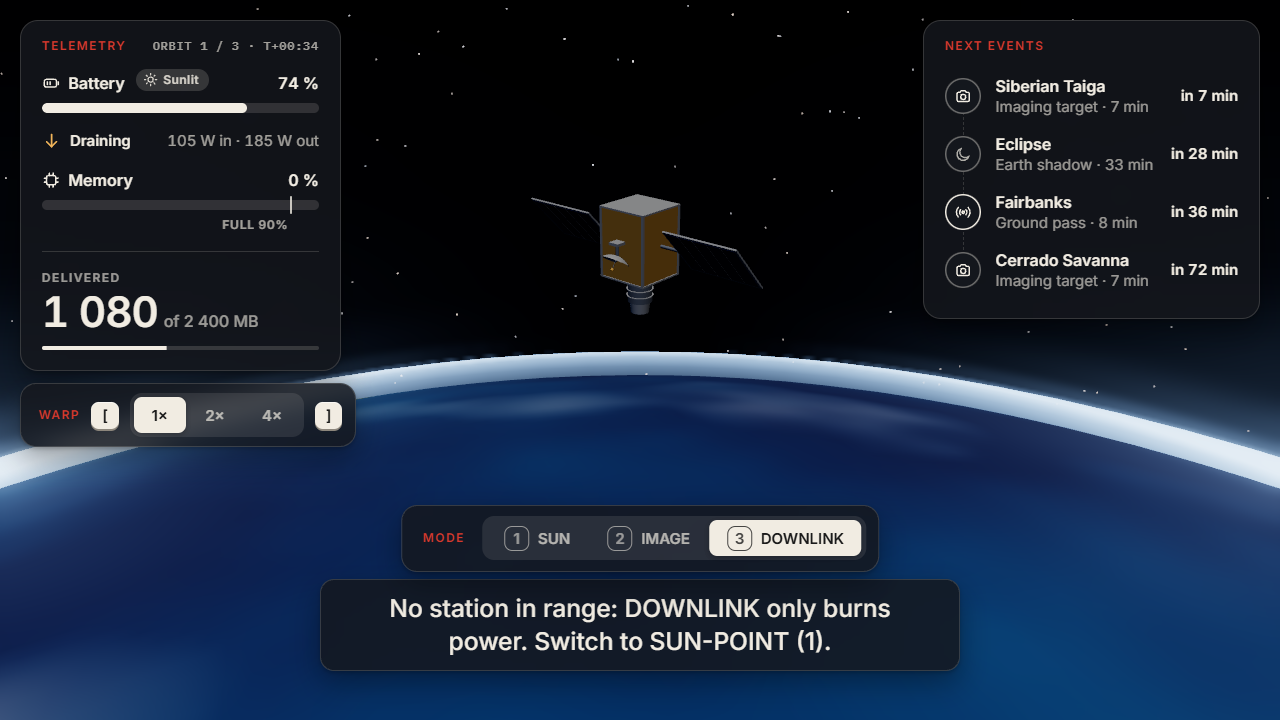 TELEMETRY ORBIT 1 / 3 · T+00:34
Battery Sunlit 74 %
Draining 105 W in · 185 W out
Memory 0 %
FULL 90%
DELIVERED
1 080 of 2 400 MB
WARP [ 1× 2× 4× ]
NEXT EVENTS
Siberian Taiga in 7 min
Imaging target · 7 min
Eclipse in 28 min
Earth shadow · 33 min
Fairbanks in 36 min
Ground pass · 8 min
Cerrado Savanna in 72 min
Imaging target · 7 min
MODE 1 SUN 2 IMAGE 3 DOWNLINK
No station in range: DOWNLINK only burns
power. Switch to SUN-POINT (1).